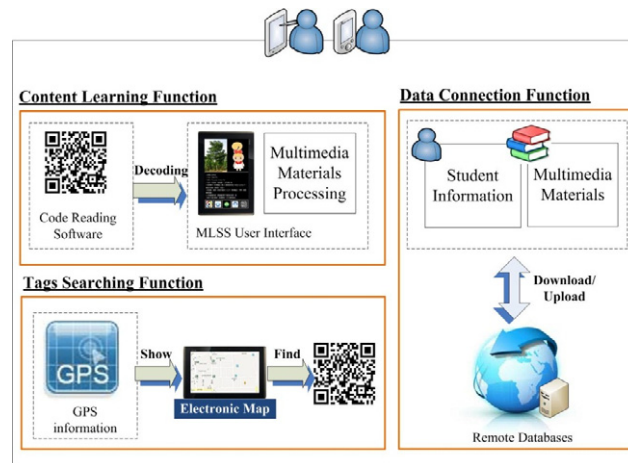 Content Learning Function
Decoding
Code Reading
Software
Multimedia
Materials
Processing
MLSS User Interface
Tags Searching Function
GPS
GPS
information
Show
Electronic Map
Find
Data Connection Function
Student
Information
Multimedia
Materials
Download/
Upload
Remote Databases